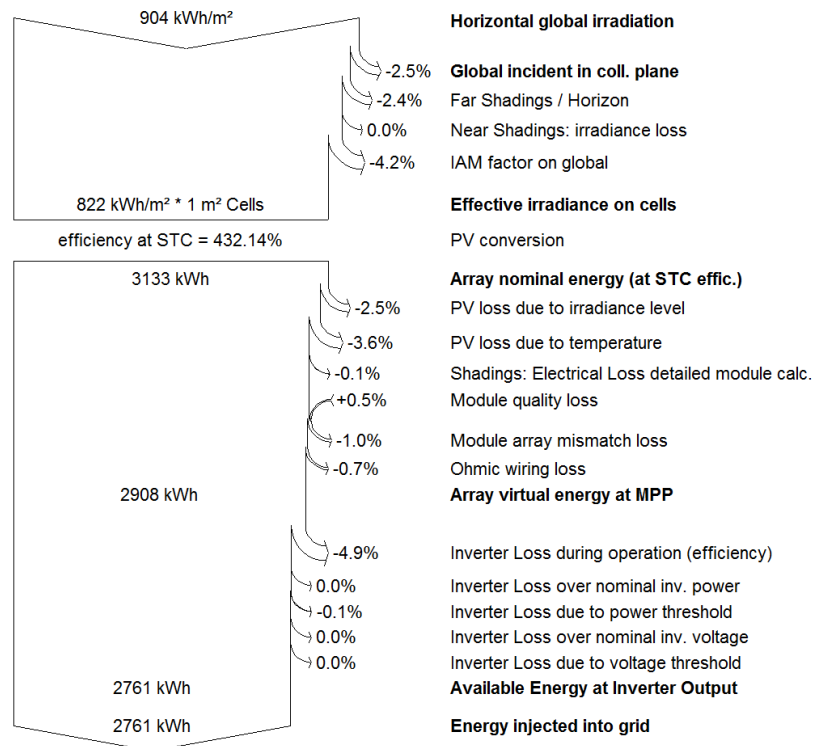 904 kWh/m² Horizontal global irradiation
-2.5% Global incident in coll. plane
-2.4% Far Shadings / Horizon
0.0% Near Shadings: irradiance loss
-4.2% IAM factor on global
822 kWh/m² * 1 m² Cells Effective irradiance on cells
efficiency at STC = 432.14% PV conversion
3133 kWh Array nominal energy (at STC effic.)
-2.5% PV loss due to irradiance level
-3.6% PV loss due to temperature
-0.1% Shadings: Electrical Loss detailed module calc.
+0.5% Module quality loss
-1.0% Module array mismatch loss
-0.7% Ohmic wiring loss
2908 kWh Array virtual energy at MPP
-4.9% Inverter Loss during operation (efficiency)
0.0% Inverter Loss over nominal inv. power
-0.1% Inverter Loss due to power threshold
0.0% Inverter Loss over nominal inv. voltage
0.0% Inverter Loss due to voltage threshold
2761 kWh Available Energy at Inverter Output
2761 kWh Energy injected into grid